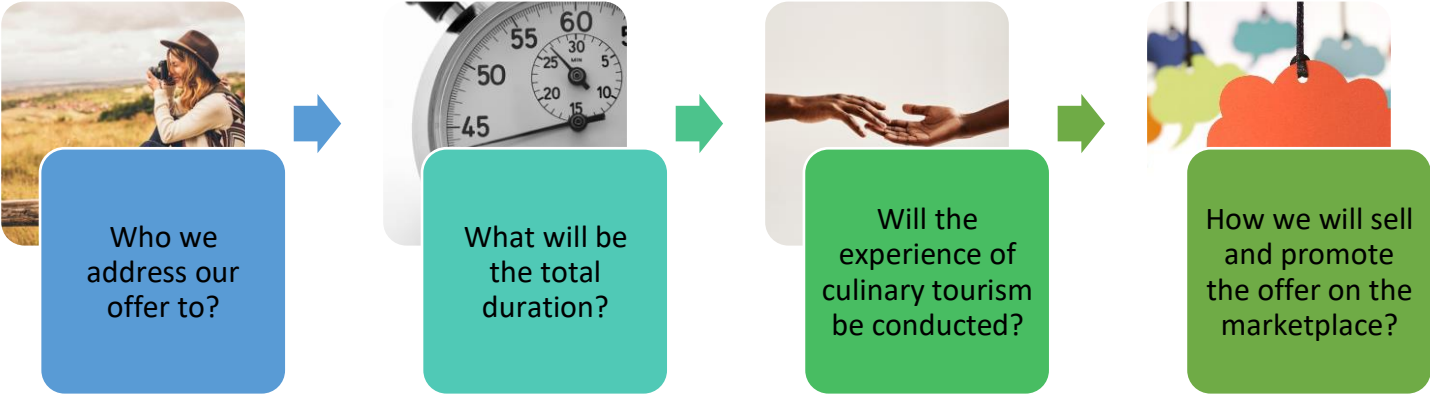 60
55
5
50
45
30
25
5
MIN
20
10
15
Who we
address our
offer to?
What will be
the total
duration?
Will the
experience of
culinary tourism
be conducted?
How we will sell
and promote
the offer on the
marketplace?